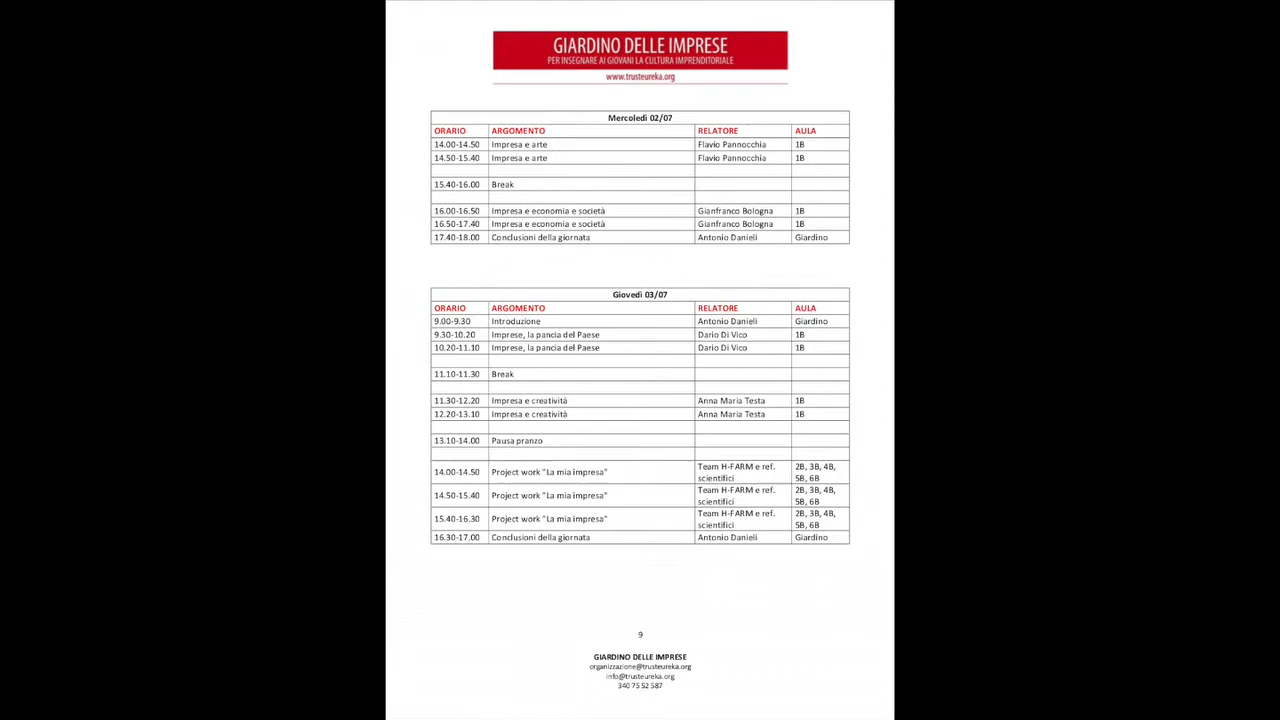 GIARDINO DELLE IMPRESE
PER INSEGNARE AI GIOVANI LA CULTURA IMPRENDITORIALE
www.trusteureka.org
Mercoledì 02/07
ORARIO ARGOMENTO RELATORE AULA
14.00-14.50 Impresa e arte Flavio Pannocchia 1B
14.50-15.40 Impresa e arte Flavio Pannocchia 1B
15.40-16.00 Break
16.00-16.50 Impresa e economia e società Gianfranco Bologna 1B
16.50-17.40 Impresa e economia e società Gianfranco Bologna 1B
17.40-18.00 Conclusioni della giornata Antonio Danieli Giardino
Giovedì 03/07
ORARIO ARGOMENTO RELATORE AULA
9.00-9.30 Introduzione Antonio Danieli Giardino
9.30-10.20 Imprese, la pancia del Paese Dario Di Vico 1B
10.20-11.10 Imprese, la pancia del Paese Dario Di Vico 1B
11.10-11.30 Break
11.30-12.20 Impresa e creatività Anna Maria Testa 1B
12.20-13.10 Impresa e creatività Anna Maria Testa 1B
13.10-14.00 Pausa pranzo
14.00-14.50 Project work "La mia impresa" Team H-FARM e ref. 2B, 3B, 4B,
scientifici 5B, 6B
14.50-15.40 Project work "La mia impresa" Team H-FARM e ref. 2B, 3B, 4B,
scientifici 5B, 6B
15.40-16.30 Project work "La mia impresa" Team H-FARM e ref. 2B, 3B, 4B,
scientifici 5B, 6B
16.30-17.00 Conclusioni della giornata Antonio Danieli Giardino
9
GIARDINO DELLE IMPRESE
organizzazione@trusteureka.org
info@trusteureka.org
340 75 52 587